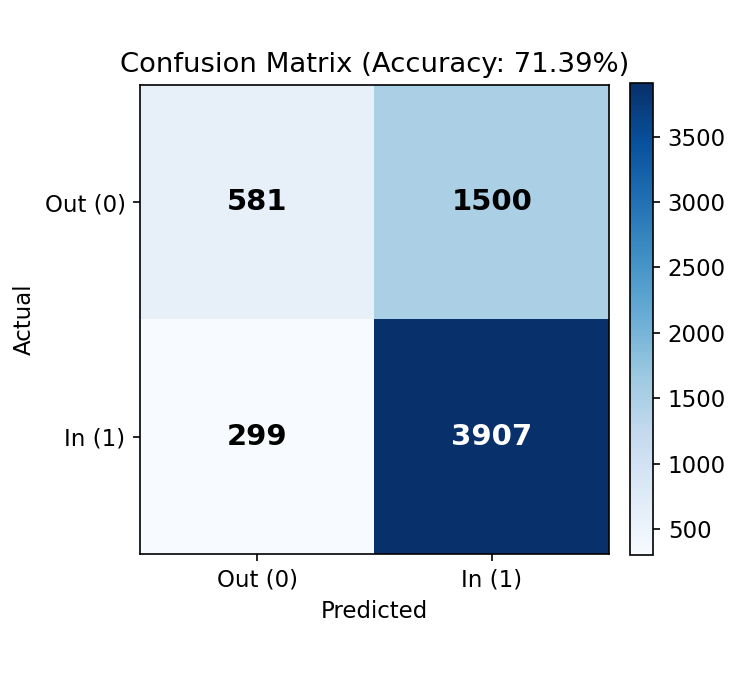 Confusion Matrix (Accuracy: 71.39%)
Out (0)
In (1)
Actual
581
1500
299
3907
Out (0)
In (1)
Predicted
3500
3000
2500
2000
1500
1000
500